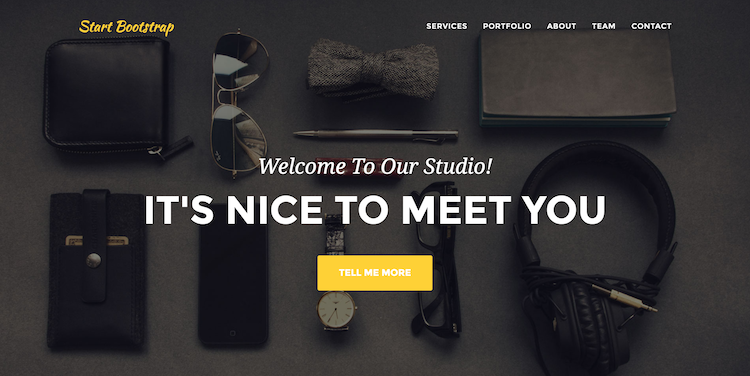 Start Bootstrap
SERVICES PORTFOLIO ABOUT TEAM CONTACT
Welcome To Our Studio!
IT'S NICE TO MEET YOU
TELL ME MORE